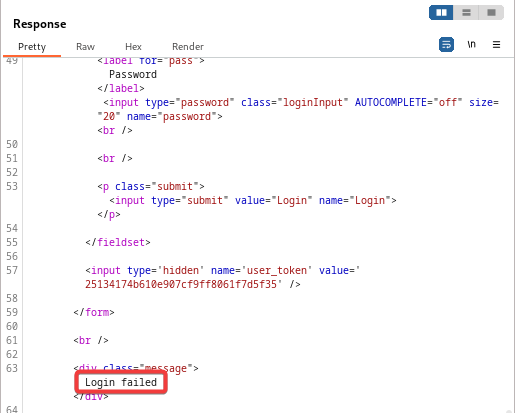 Response
Pretty Raw Hex Render \n
49 <label for="pass">
Password
</label>
<input type="password" class="loginInput" AUTOCOMPLETE="off" size=
"20" name="password">
<br />
50
51 <br />
52
53 <p class="submit">
<input type="submit" value="Login" name="Login">
</p>
54
55 </fieldset>
56
57 <input type='hidden' name='user_token' value='
25134174b610e907cf9ff8061f7d5f35' />
58
59 </form>
60
61 <br />
62
63 <div class="message">
Login failed
</div>
64